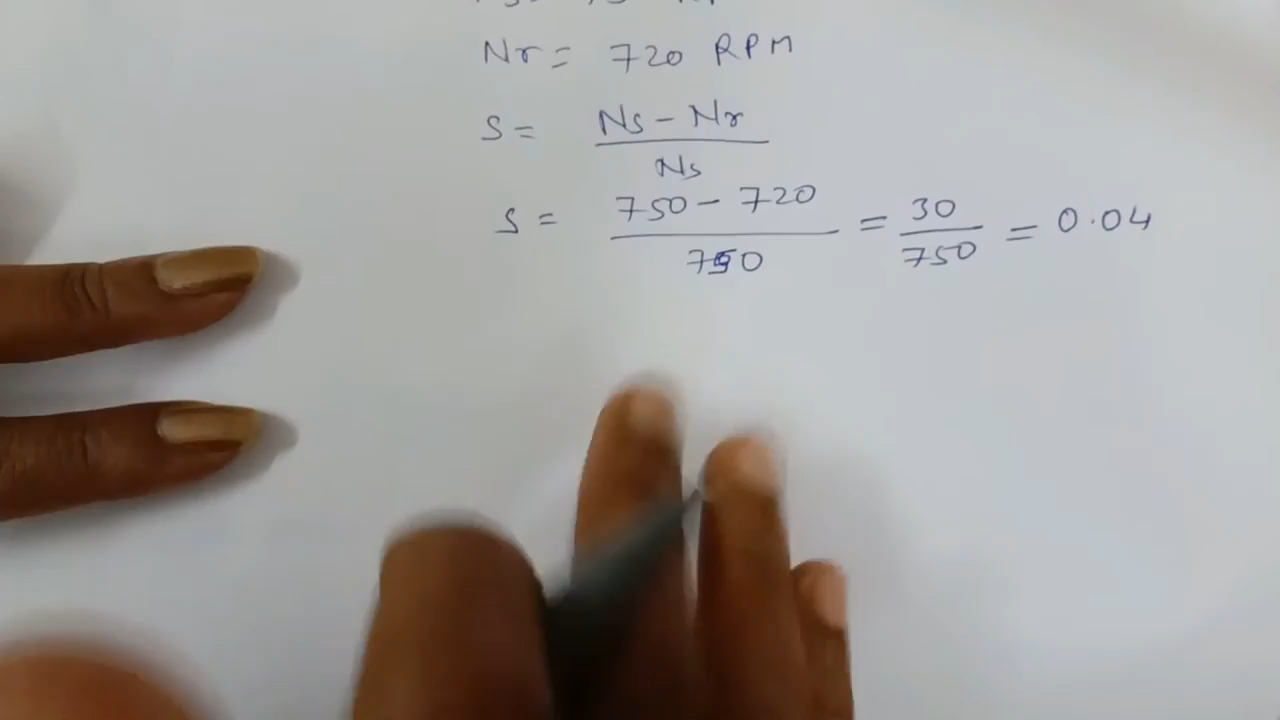 Nr = 720 RPM
S = Ns - Nr / Ns
S = 750 - 720 / 750 = 30 / 750 = 0.04